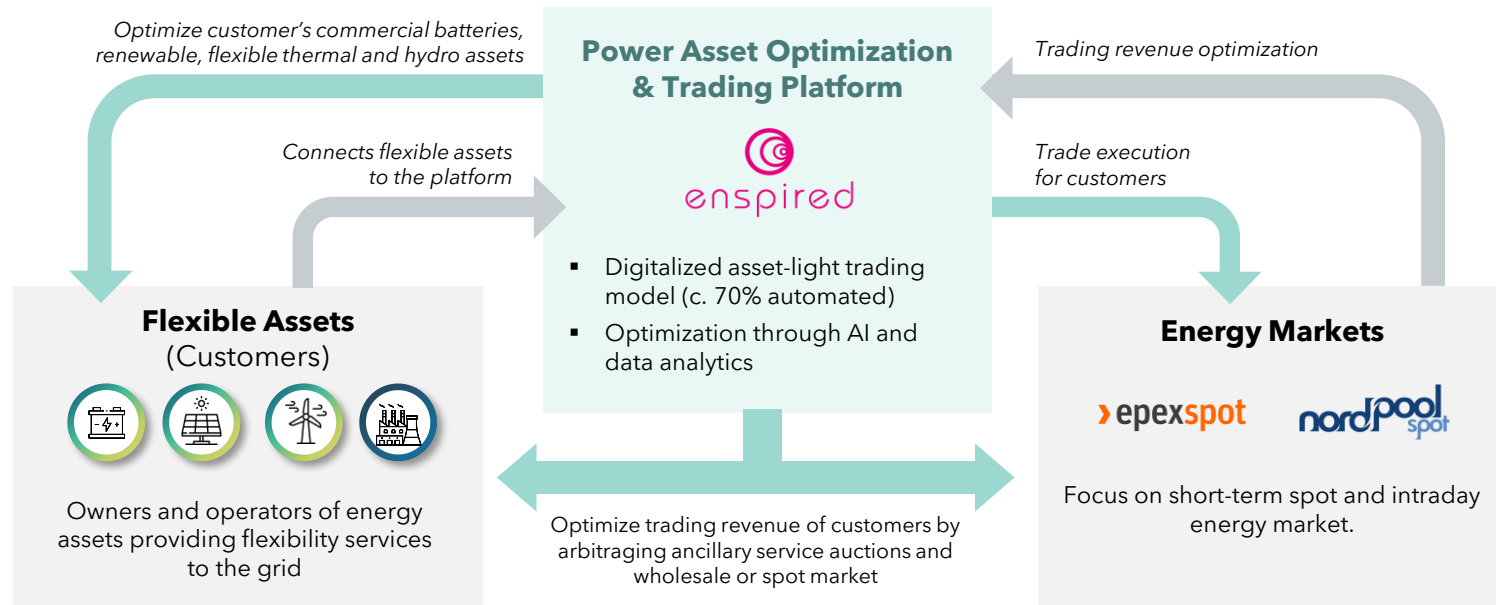 Optimize customer's commercial batteries,
renewable, flexible thermal and hydro assets
Power Asset Optimization
& Trading Platform
Trading revenue optimization
Connects flexible assets
to the platform
enspired
Trade execution
for customers
▪ Digitalized asset-light trading
model (c. 70% automated)
▪ Optimization through AI and
data analytics
Flexible Assets
(Customers)
Owners and operators of energy
assets providing flexibility services
to the grid
Optimize trading revenue of customers by
arbitraging ancillary service auctions and
wholesale or spot market
Energy Markets
epexspot
nordpool
spot
Focus on short-term spot and intraday
energy market.